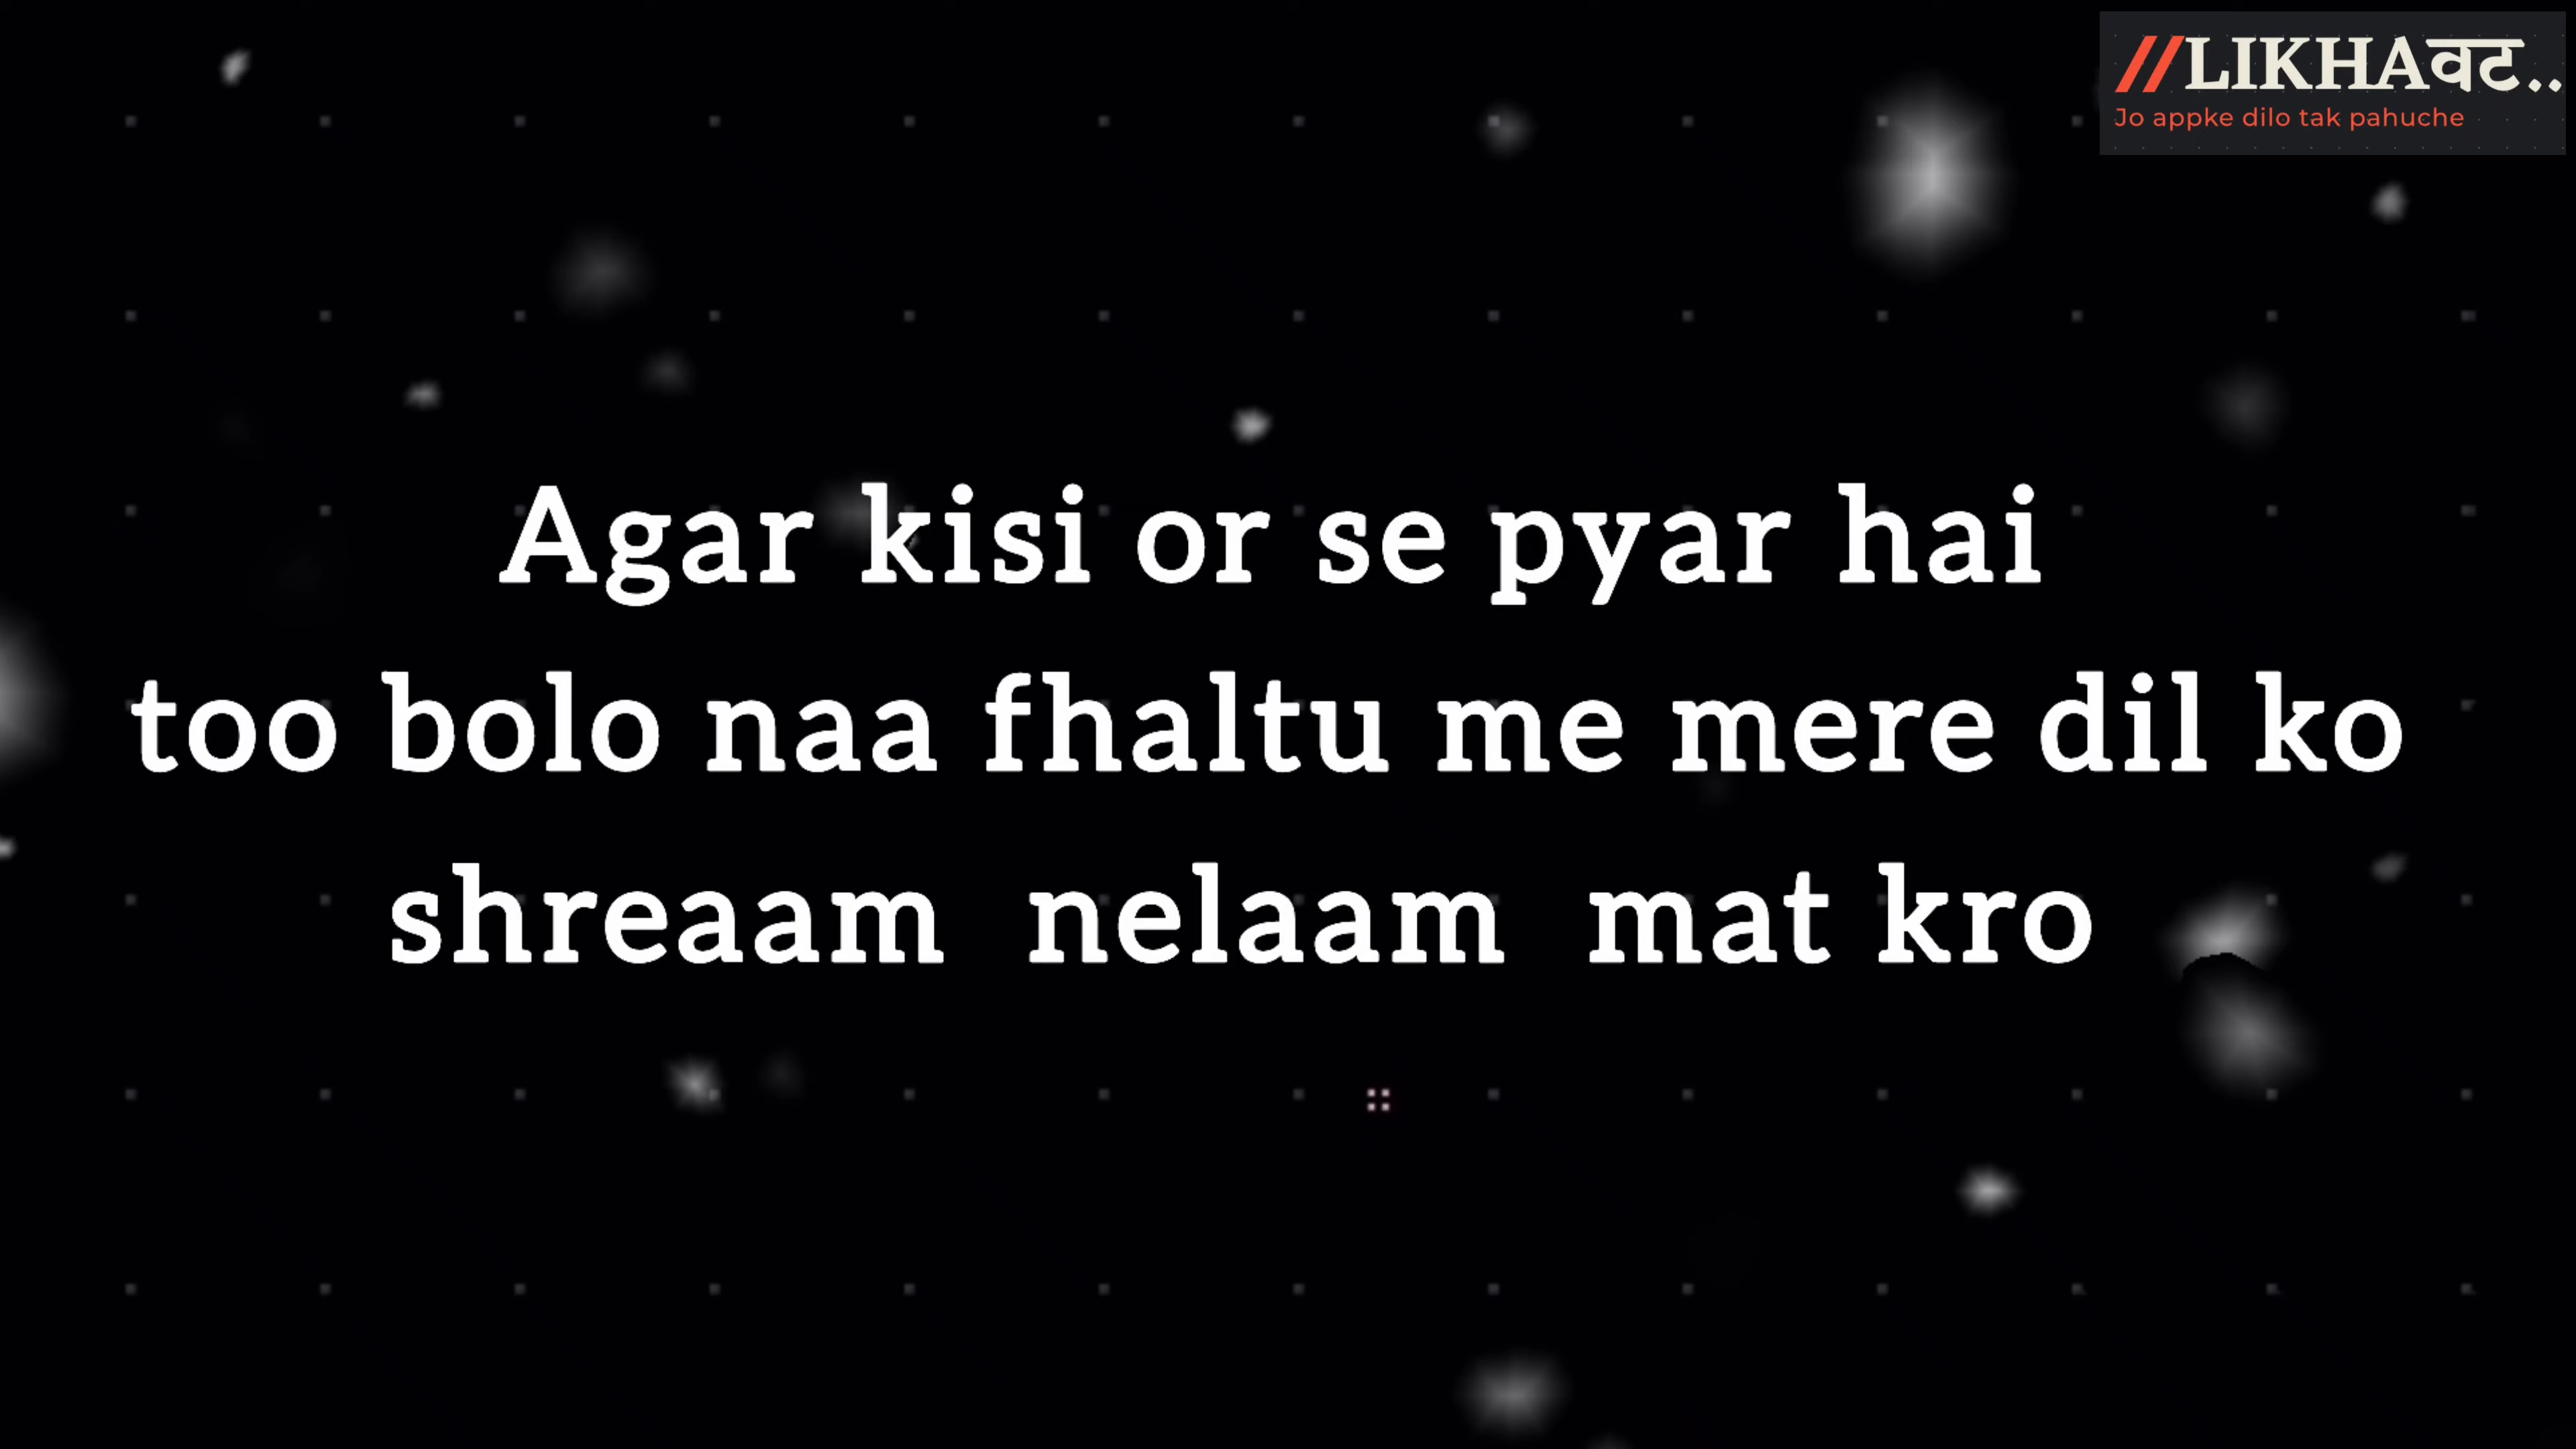 //LIKHAवट..
Jo appke dilo tak pahuche
Agar kisi or se pyar hai
too bolo naa fhaltu me mere dil ko
shreaam nelaam mat kro